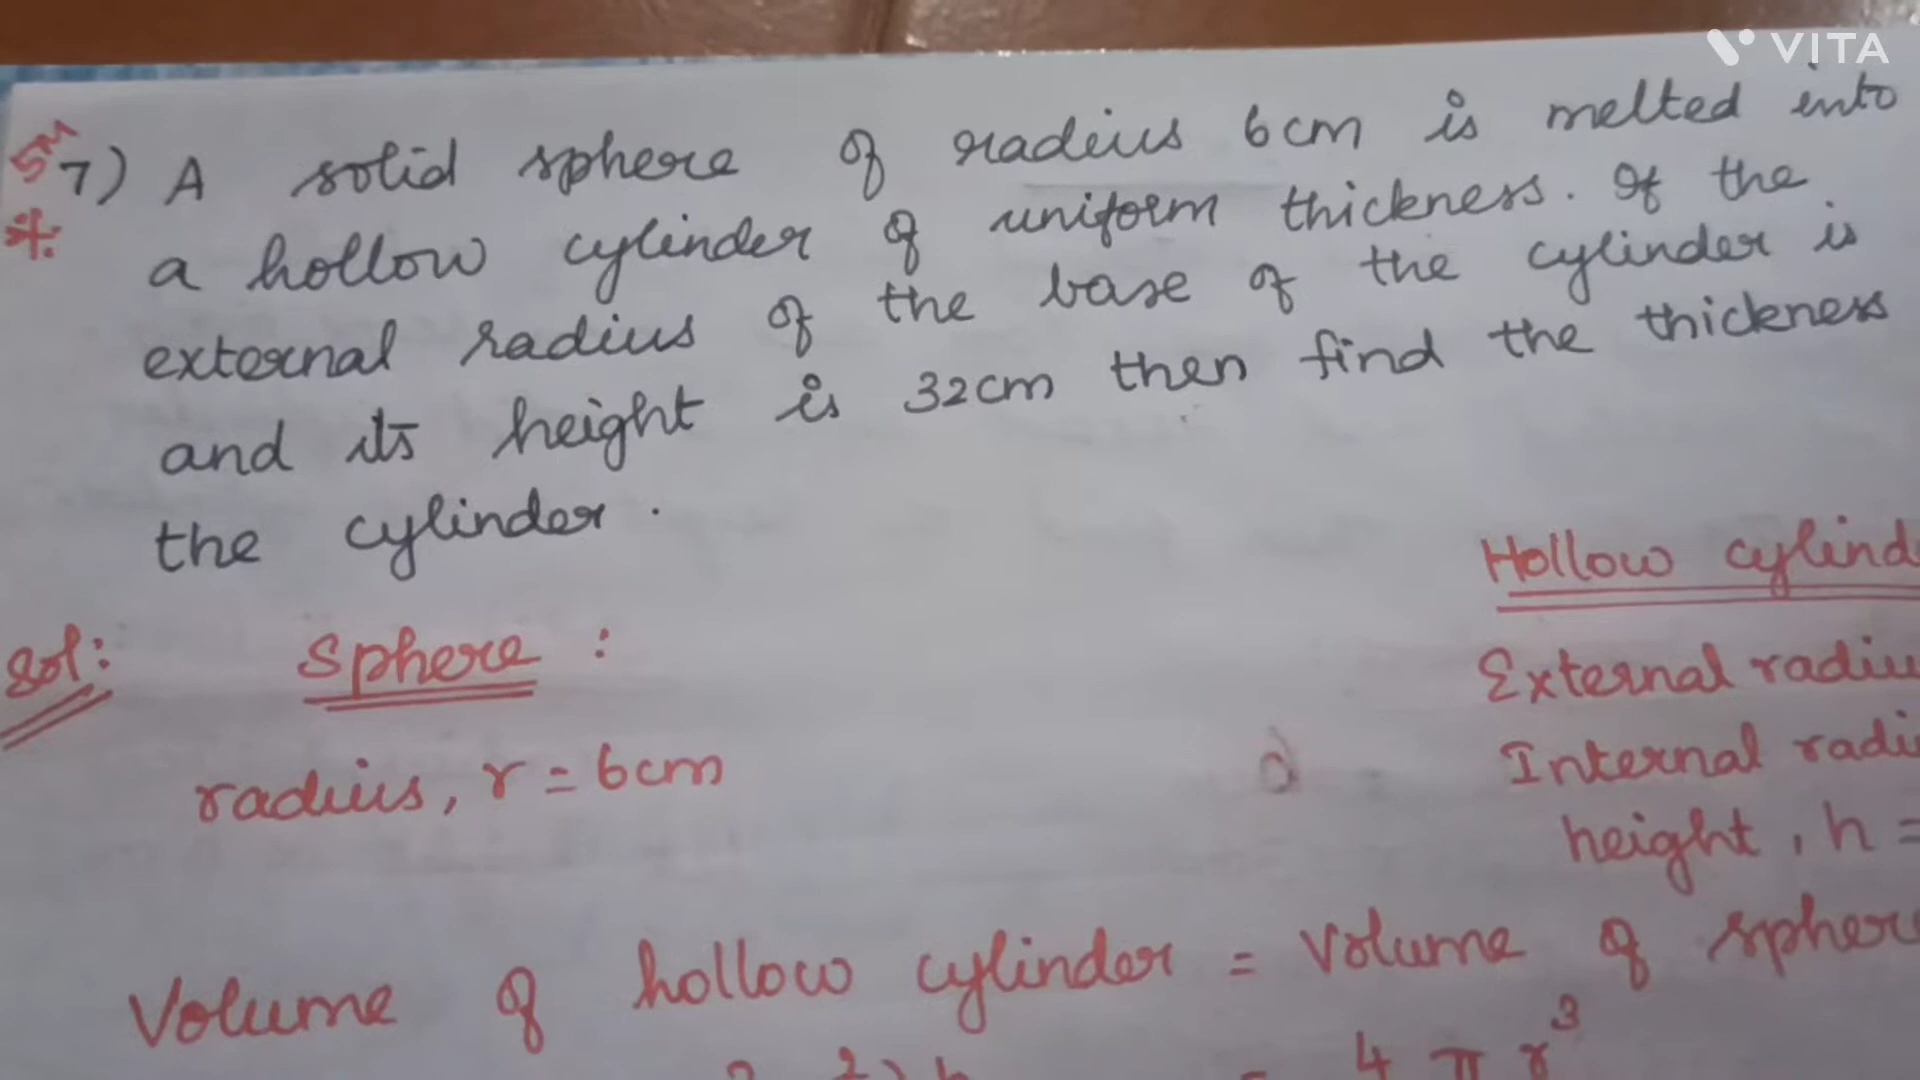 VITA
5M
7) A solid sphere of radius 6cm is melted into
*.
a hollow cylinder of uniform thickness. If the
external radius of the base of the cylinder is
and its height is 32cm then find the thickness
the cylinder.
Hollow cylind
Sol: Sphere :
External radiu
radius, r = 6cm
Internal radi
height, h =
Volume of hollow cylinder = Volume of sphere
= 4 π r³